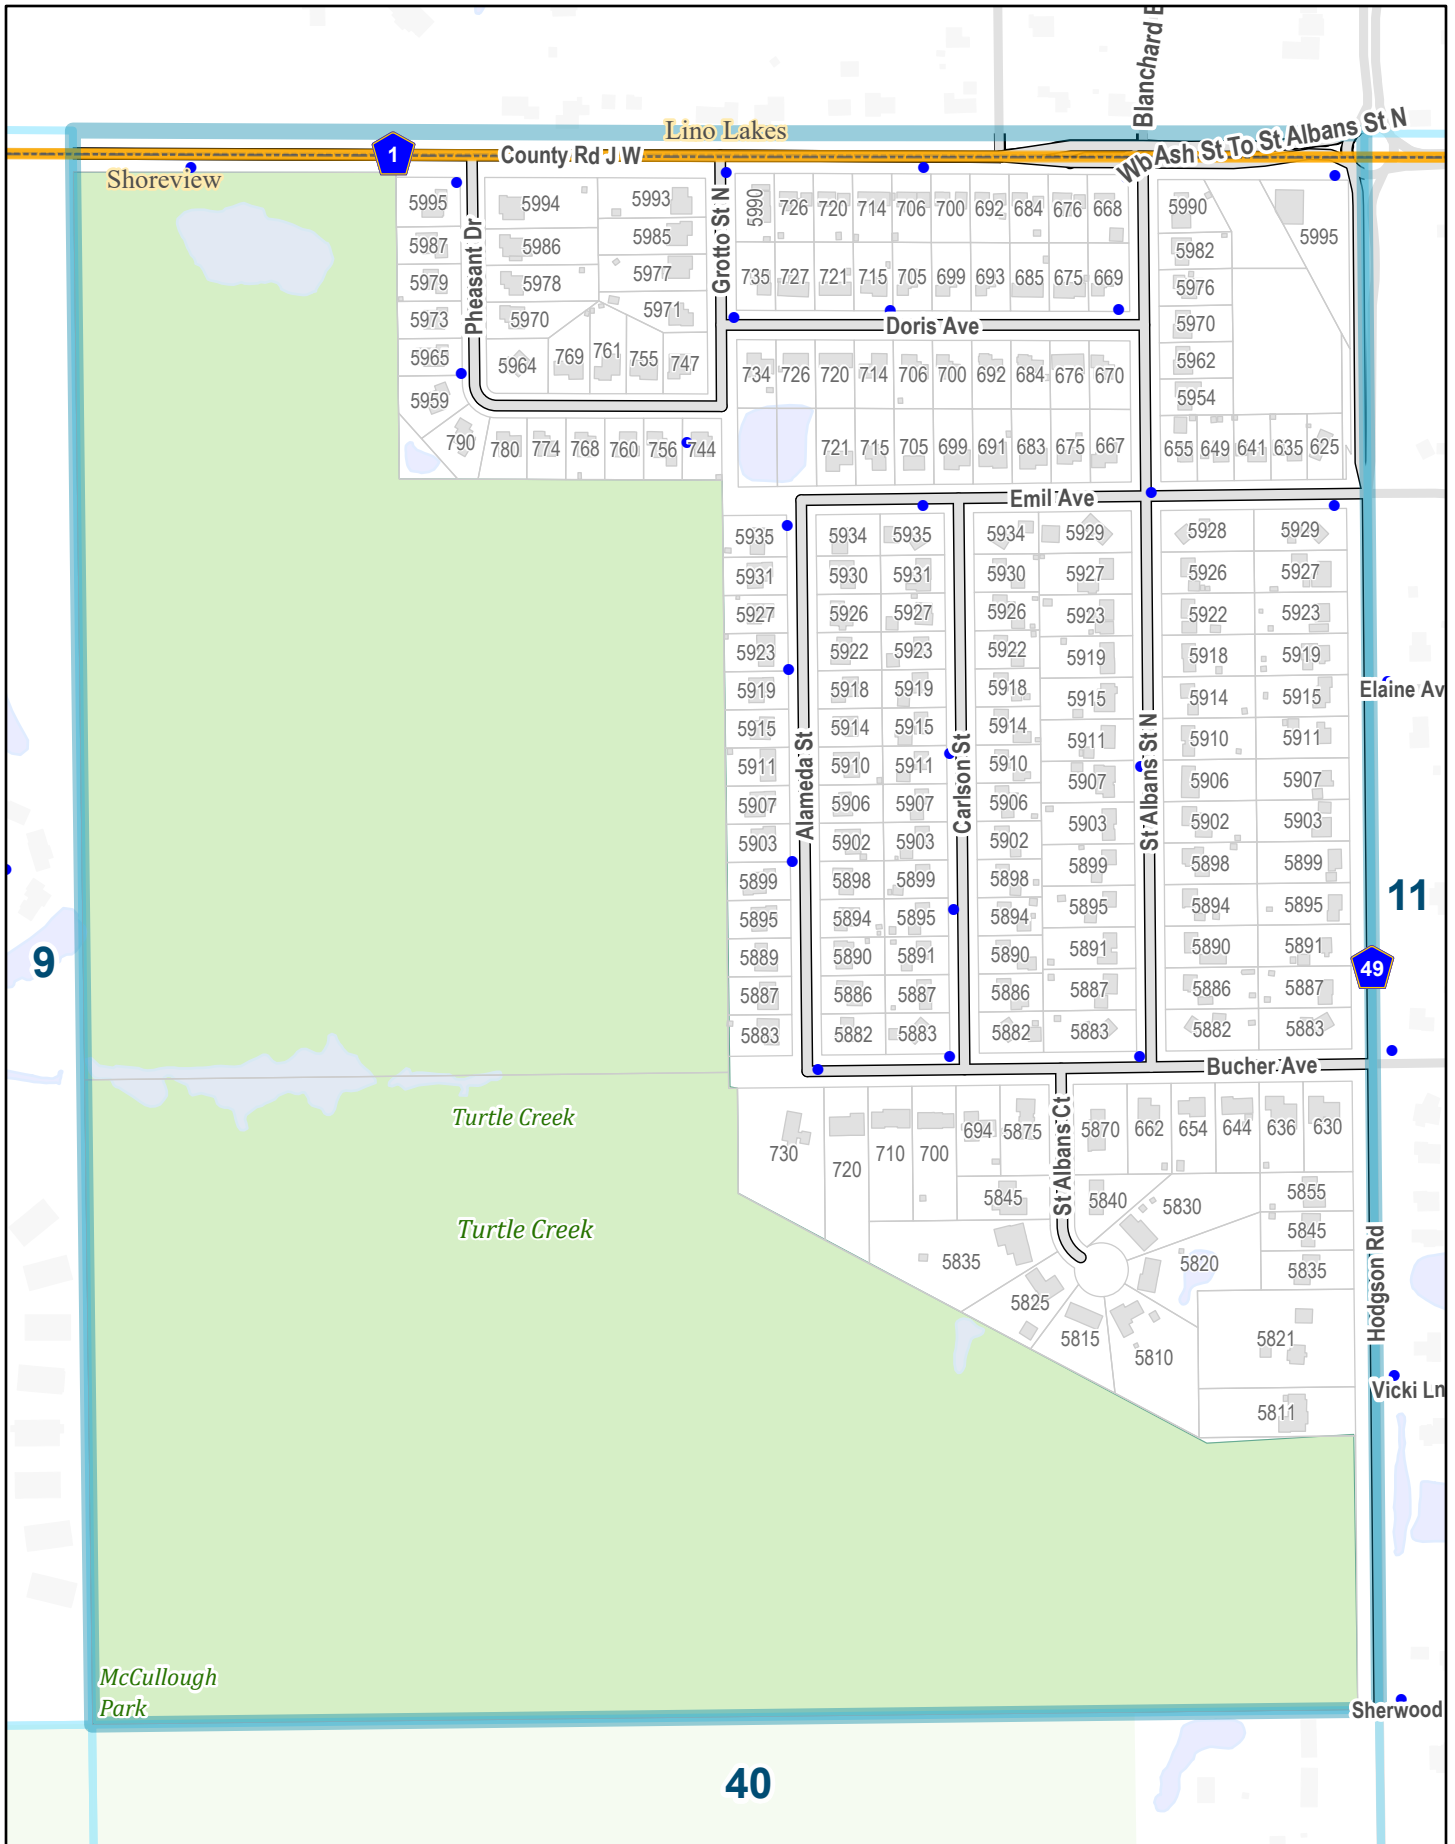 Blanchard
Lino Lakes
1
County Rd J W
Wb Ash St To St Albans St N
Shoreview
5995 5994 5993 5990 726 720 714 706 700 692 684 676 668 5990 5995
5987 5986 5985 5982
5979 5978 5977 735 727 721 715 705 699 693 685 675 669 5976
5973 5970 5971 5970
Pheasant Dr
Grotto St N
Doris Ave
5965 5964 769 761 755 747 734 726 720 714 706 700 692 684 676 670 5962
5959 5954
790 780 774 768 760 756 744 721 715 705 699 691 683 675 667 655 649 641 635 625
Emil Ave
5935 5934 5935 5934 5929 5928 5929
5931 5930 5931 5930 5927 5926 5927
5927 5926 5927 5926 5923 5922 5923
5923 5922 5923 5922 5919 5918 5919
5919 5918 5919 5918 5915 5914 5915
Elaine Av
5915 5914 5915 5914 5911 5910 5911
5911 5910 5911 5910 5907 5906 5907
Alameda St
Carlson St
St Albans St N
5907 5906 5907 5906 5903 5902 5903
5903 5902 5903 5902 5899 5898 5899
5899 5898 5899 5898 5895 5894 5895
11
5895 5894 5895 5894 5891 5890 5891
9
5889 5890 5891 5890 5887 5886 5887
49
5887 5886 5887 5886 5883 5882 5883
5883 5882 5883 5882
Bucher Ave
Turtle Creek
730 720 710 700 694 5875 5870 662 654 644 636 630
St Albans Ct
5845 5840 5830 5855
Turtle Creek
5845
5835 5820 5835
Hodgson Rd
5825 5815 5810 5821
Vicki Ln
5811
McCullough
Park
Sherwood
40